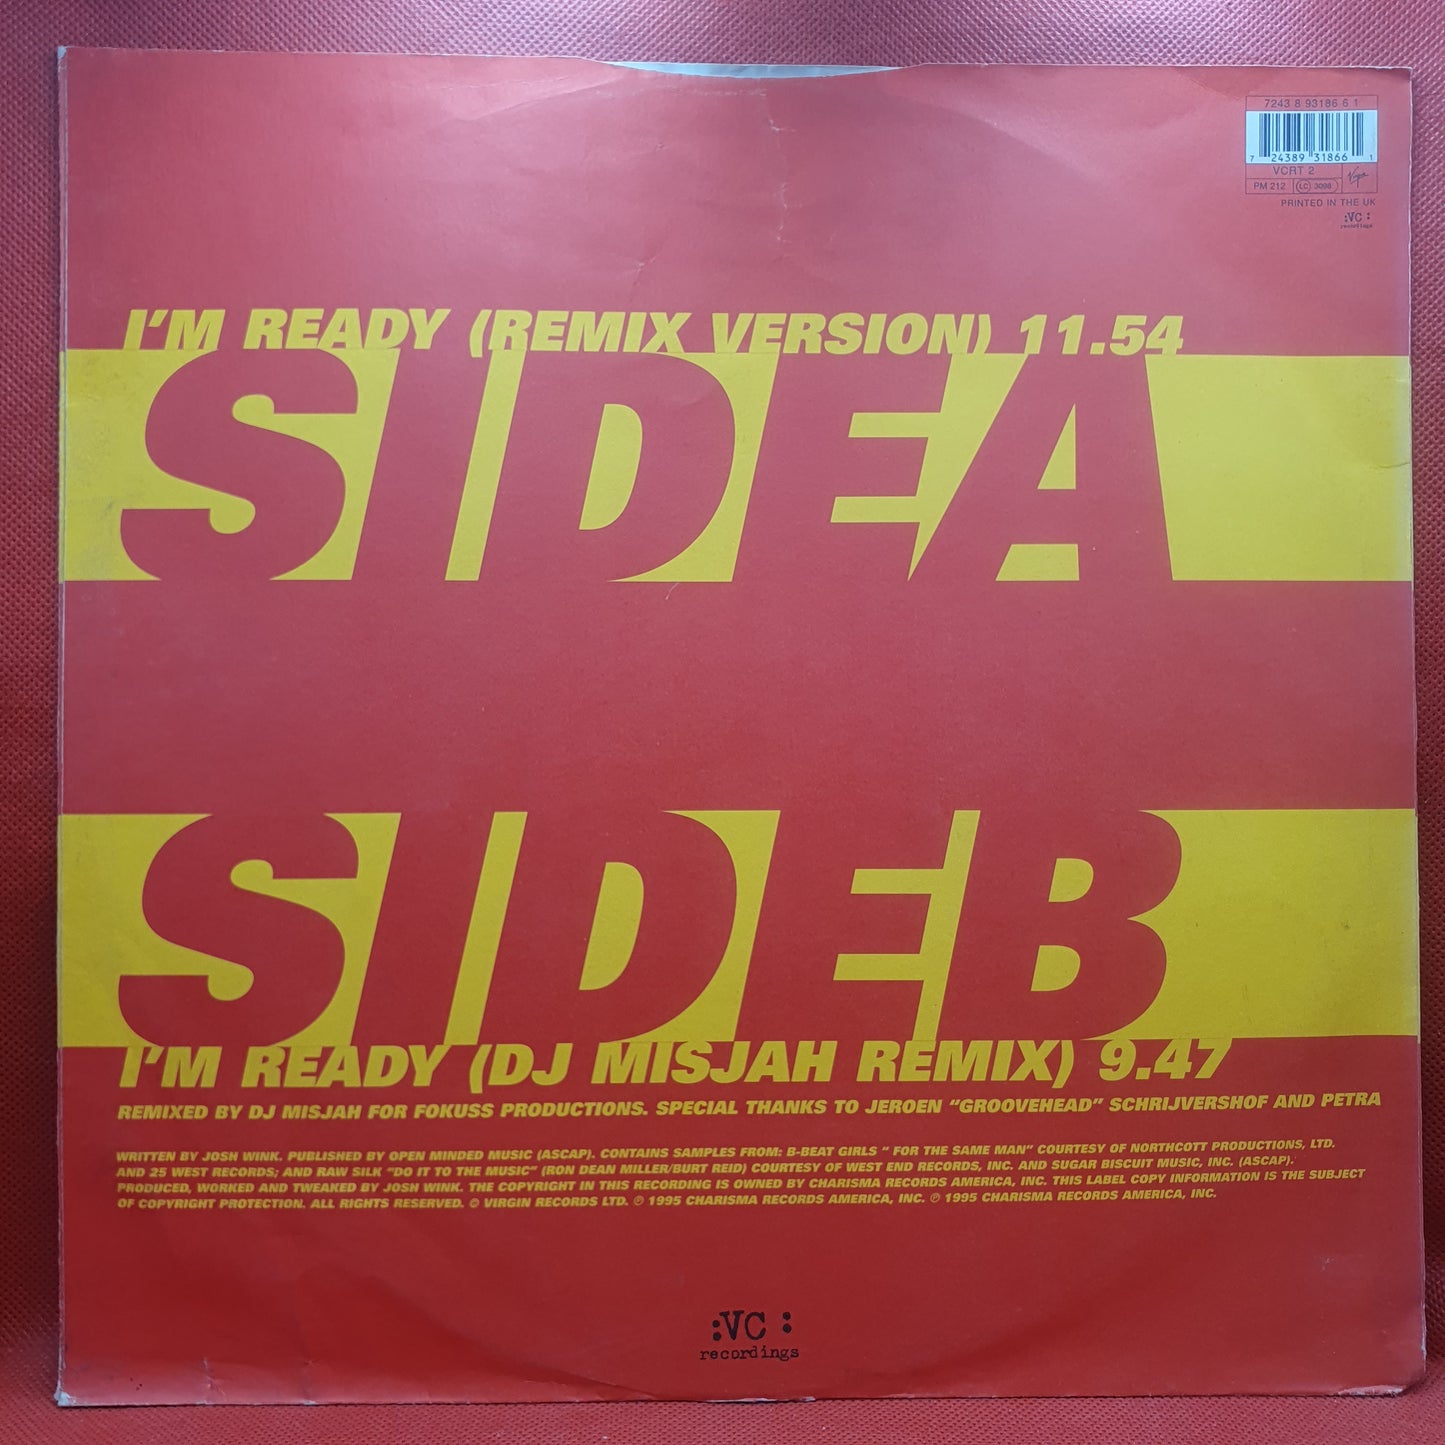 7243 8 93186 6 1
7 24389 31866 1
VCRT 2
PM 212 LC 3098 Virgin
PRINTED IN THE UK
:VC :
recordings
I'M READY (REMIX VERSION) 11.54
SIDEA
SIDEB
I'M READY (DJ MISJAH REMIX) 9.47
REMIXED BY DJ MISJAH FOR FOKUSS PRODUCTIONS. SPECIAL THANKS TO JEROEN “GROOVEHEAD” SCHRIJVERSHOF AND PETRA
WRITTEN BY JOSH WINK. PUBLISHED BY OPEN MINDED MUSIC (ASCAP). CONTAINS SAMPLES FROM: B-BEAT GIRLS “ FOR THE SAME MAN” COURTESY OF NORTHCOTT PRODUCTIONS, LTD.
AND 25 WEST RECORDS; AND RAW SILK “DO IT TO THE MUSIC” (RON DEAN MILLER/BURT REID) COURTESY OF WEST END RECORDS, INC. AND SUGAR BISCUIT MUSIC, INC. (ASCAP).
PRODUCED, WORKED AND TWEAKED BY JOSH WINK. THE COPYRIGHT IN THIS RECORDING IS OWNED BY CHARISMA RECORDS AMERICA, INC. THIS LABEL COPY INFORMATION IS THE SUBJECT
OF COPYRIGHT PROTECTION. ALL RIGHTS RESERVED. © VIRGIN RECORDS LTD. ℗ 1995 CHARISMA RECORDS AMERICA, INC. ℗ 1995 CHARISMA RECORDS AMERICA, INC.
:VC :
recordings